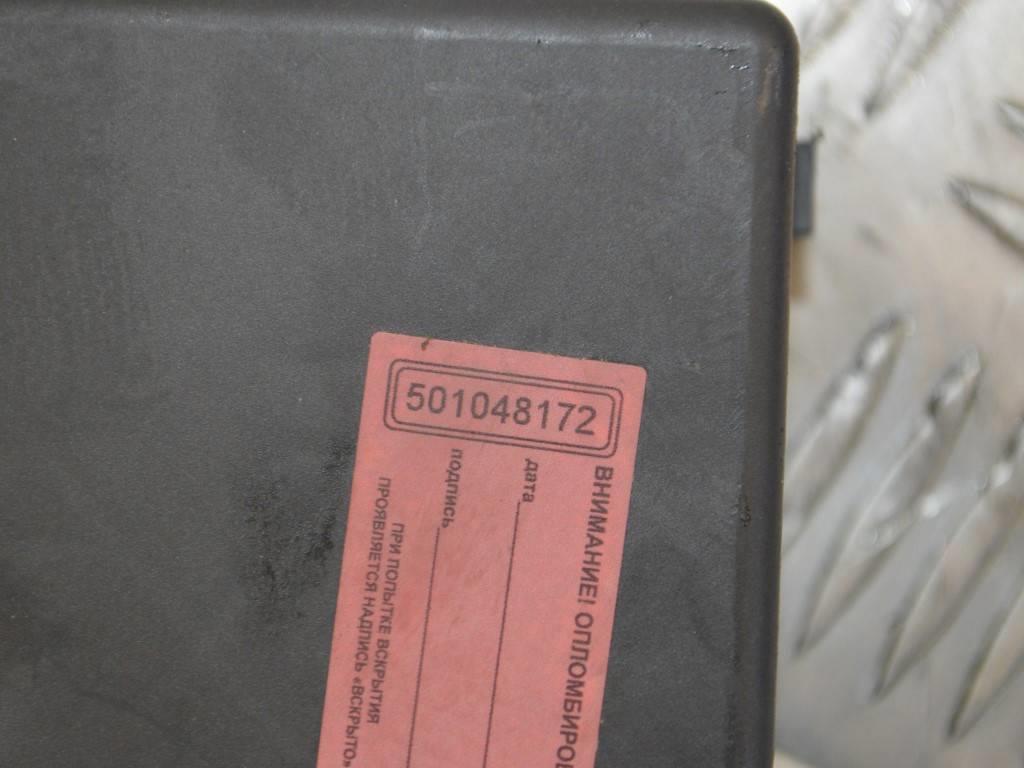 501048172
ВНИМАНИЕ! ОПЛОМБИРОВ
дата
подпись
ПРИ ПОПЫТКЕ ВСКРЫТИЯ
ПРОЯВЛЯЕТСЯ НАДПИСЬ «ВСКРЫТО»